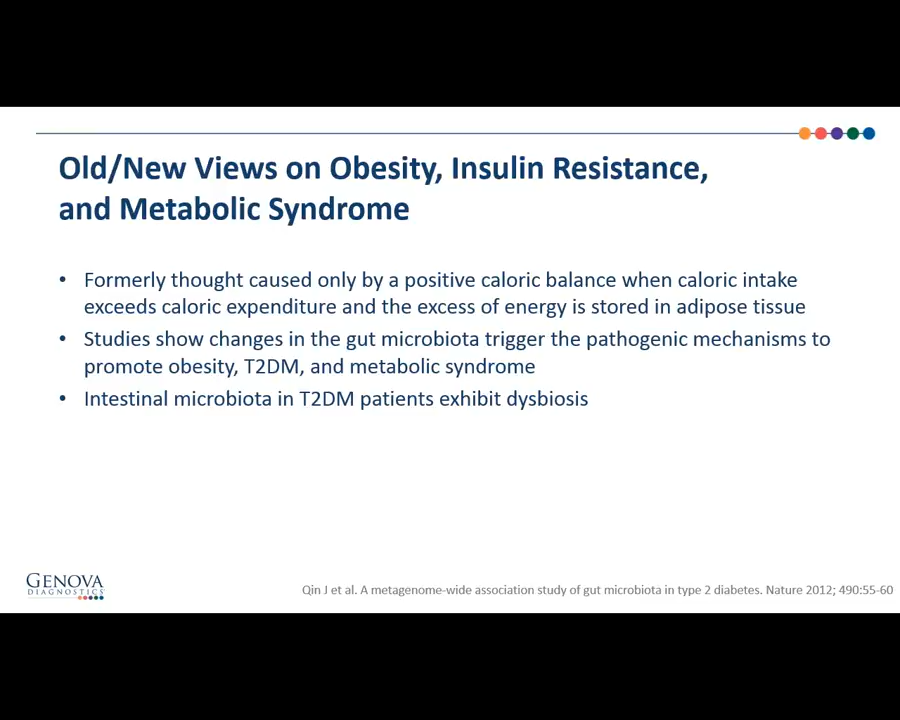 Old/New Views on Obesity, Insulin Resistance,
and Metabolic Syndrome
• Formerly thought caused only by a positive caloric balance when caloric intake
exceeds caloric expenditure and the excess of energy is stored in adipose tissue
• Studies show changes in the gut microbiota trigger the pathogenic mechanisms to
promote obesity, T2DM, and metabolic syndrome
• Intestinal microbiota in T2DM patients exhibit dysbiosis
GENOVA
DIAGNOSTICS
Qin J et al. A metagenome-wide association study of gut microbiota in type 2 diabetes. Nature 2012; 490:55-60